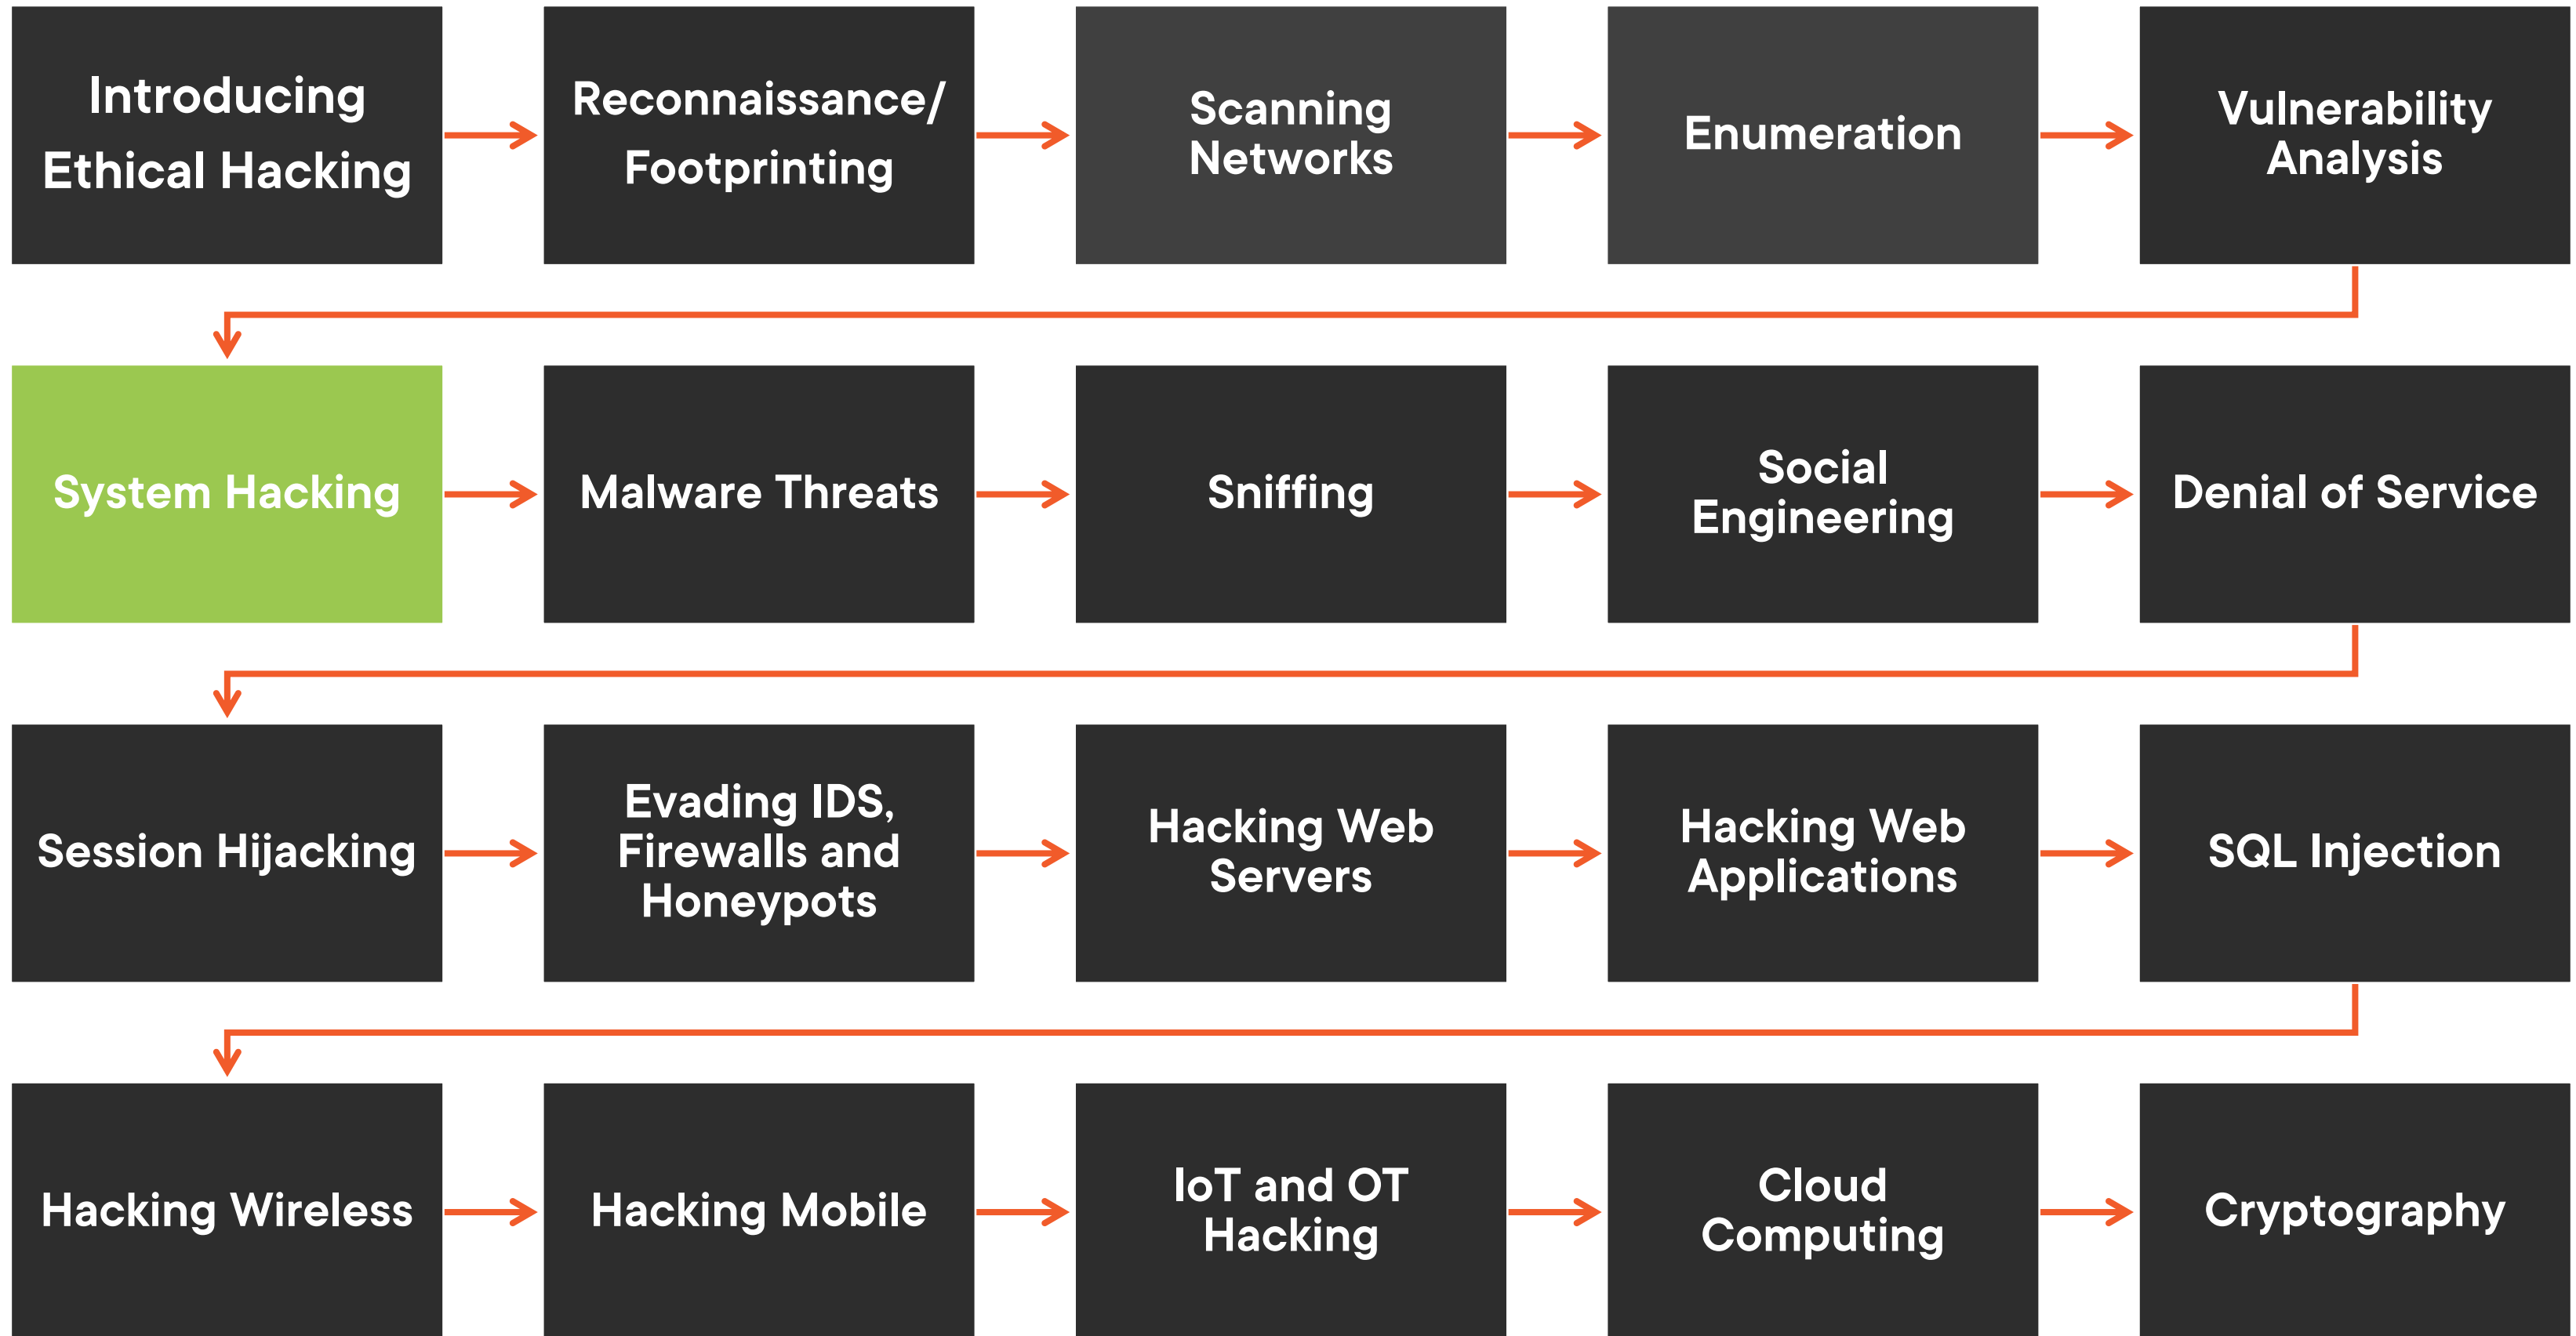 Introducing
Ethical Hacking
Reconnaissance/
Footprinting
Scanning
Networks
Enumeration
Vulnerability
Analysis
System Hacking
Malware Threats
Sniffing
Social
Engineering
Denial of Service
Session Hijacking
Evading IDS,
Firewalls and
Honeypots
Hacking Web
Servers
Hacking Web
Applications
SQL Injection
Hacking Wireless
Hacking Mobile
IoT and OT
Hacking
Cloud
Computing
Cryptography